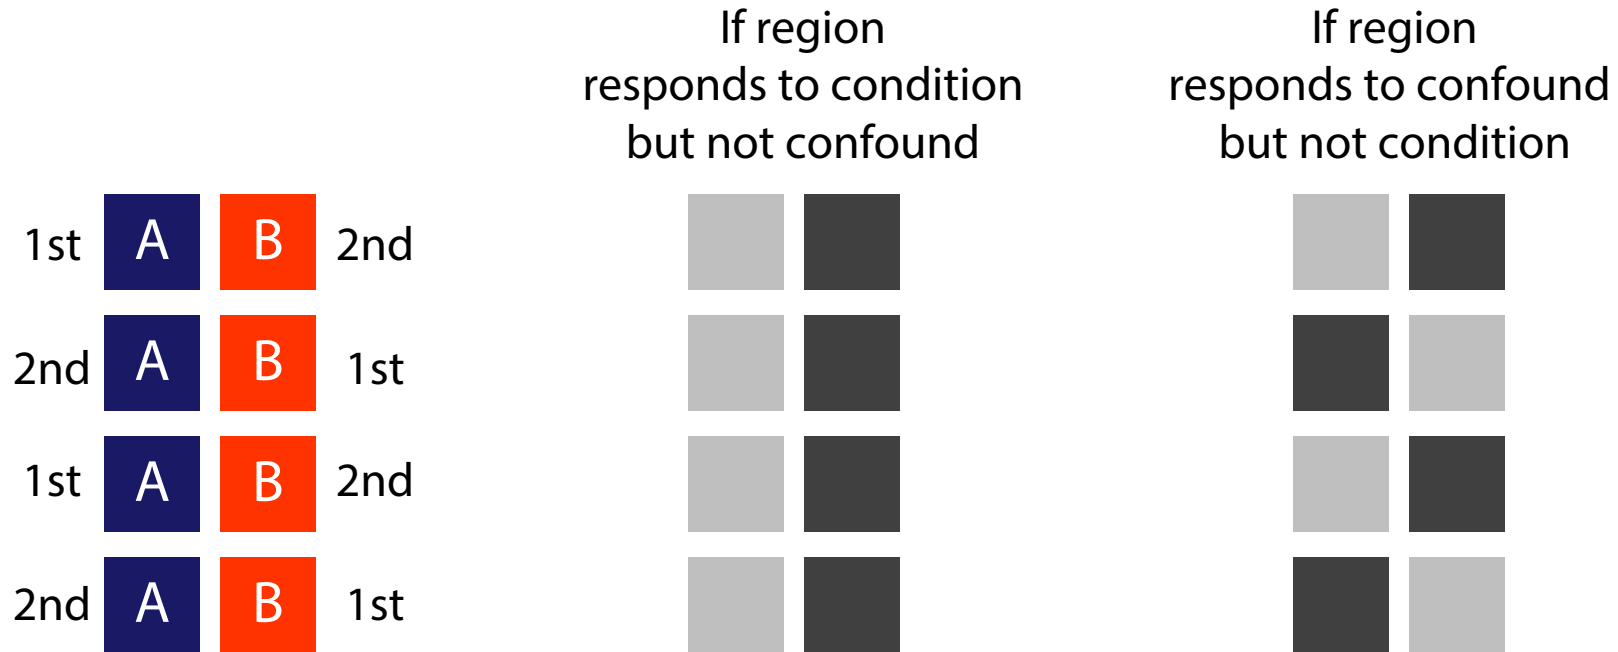 If region
responds to condition
but not confound
If region
responds to confound
but not condition
1st A B 2nd
2nd A B 1st
1st A B 2nd
2nd A B 1st